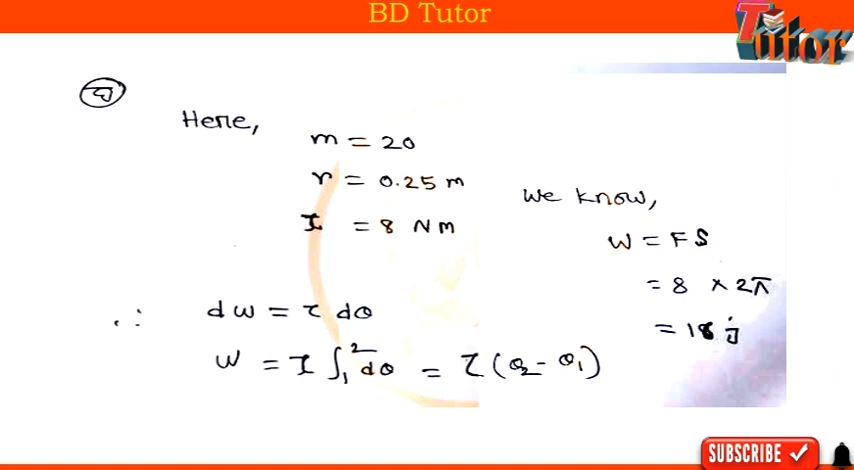 BD Tutor
Tutor
Here,
m = 20
r = 0.25 m
τ = 8 Nm
∴ dw = τ dθ
W = τ ∫₁² dθ = τ (θ₂ - θ₁)
We know,
W = FS
= 8 × 2π
= 18 j
SUBSCRIBE